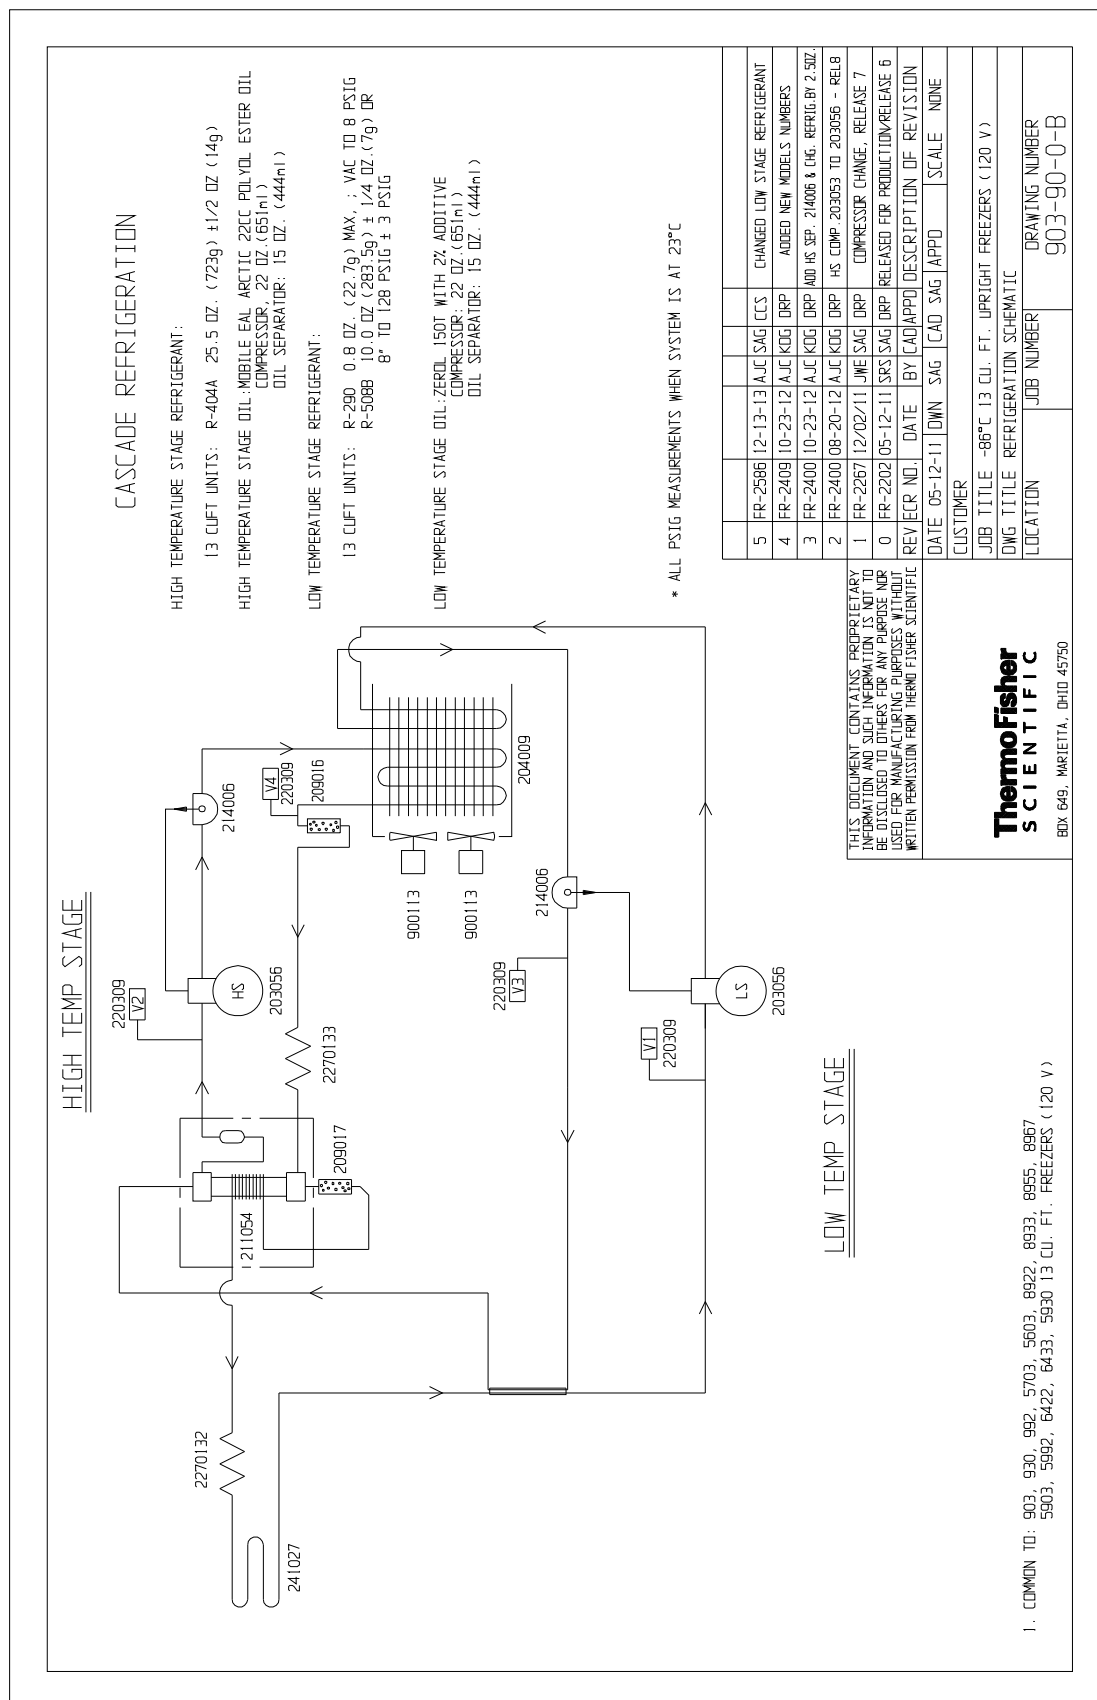 CASCADE REFRIGERATION
HIGH TEMPERATURE STAGE REFRIGERANT:
13 CUFT UNITS: R-404A 25.5 OZ. (723g) ±1/2 OZ (14g)
HIGH TEMPERATURE STAGE OIL: MOBILE EAL ARCTIC 22CC POLYOL ESTER OIL
COMPRESSOR, 22 OZ.(651ml)
OIL SEPARATOR: 15 OZ. (444ml)
LOW TEMPERATURE STAGE REFRIGERANT:
13 CUFT UNITS: R-290 0.8 OZ. (22.7g) MAX, ; VAC TO 8 PSIG
R-508B 10.0 OZ (283.5g) ± 1/4 OZ.(7g) OR
8" TO 128 PSIG ± 3 PSIG
LOW TEMPERATURE STAGE OIL: ZEROL 150T WITH 2% ADDITIVE
COMPRESSOR: 22 OZ.(651ml)
OIL SEPARATOR: 15 OZ. (444ml)
* ALL PSIG MEASUREMENTS WHEN SYSTEM IS AT 23°C
HIGH TEMP STAGE
220309
V2
HS
203056
214006
V4
220309
209016
204009
900113
900113
2270133
209017
211054
2270132
241027
214006
220309
V3
V1
220309
LS
203056
LOW TEMP STAGE
1. COMMON TO: 903, 930, 992, 5703, 5603, 8922, 8933, 8955, 8967
5903, 5992, 6422, 6433, 5930 13 CU. FT. FREEZERS (120 V)
THIS DOCUMENT CONTAINS PROPRIETARY
INFORMATION AND SUCH INFORMATION IS NOT TO
BE DISCLOSED TO OTHERS FOR ANY PURPOSE NOR
USED FOR MANUFACTURING PURPOSES WITHOUT
WRITTEN PERMISSION FROM THERMO FISHER SCIENTIFIC
ThermoFisher
SCIENTIFIC
BOX 649, MARIETTA, OHIO 45750
5 FR-2586 12-13-13 AJC SAG CCS CHANGED LOW STAGE REFRIGERANT
4 FR-2409 10-23-12 AJC KDG DRP ADDED NEW MODELS NUMBERS
3 FR-2400 10-23-12 AJC KDG DRP ADD HS SEP. 214006 & CHG. REFRIG.BY 2.5OZ.
2 FR-2400 08-20-12 AJC KDG DRP HS COMP.203053 TO 203056 - REL8
1 FR-2267 12/02/11 JWE SAG DRP COMPRESSOR CHANGE, RELEASE 7
0 FR-2202 05-12-11 SRS SAG DRP RELEASED FOR PRODUCTION/RELEASE 6
REV ECR NO. DATE BY CAD APPD DESCRIPTION OF REVISION
DATE 05-12-11 DWN SAG CAD SAG APPD SCALE NONE
CUSTOMER
JOB TITLE -86°C 13 CU. FT. UPRIGHT FREEZERS (120 V)
DWG TITLE REFRIGERATION SCHEMATIC
LOCATION JOB NUMBER DRAWING NUMBER
903-90-0-B